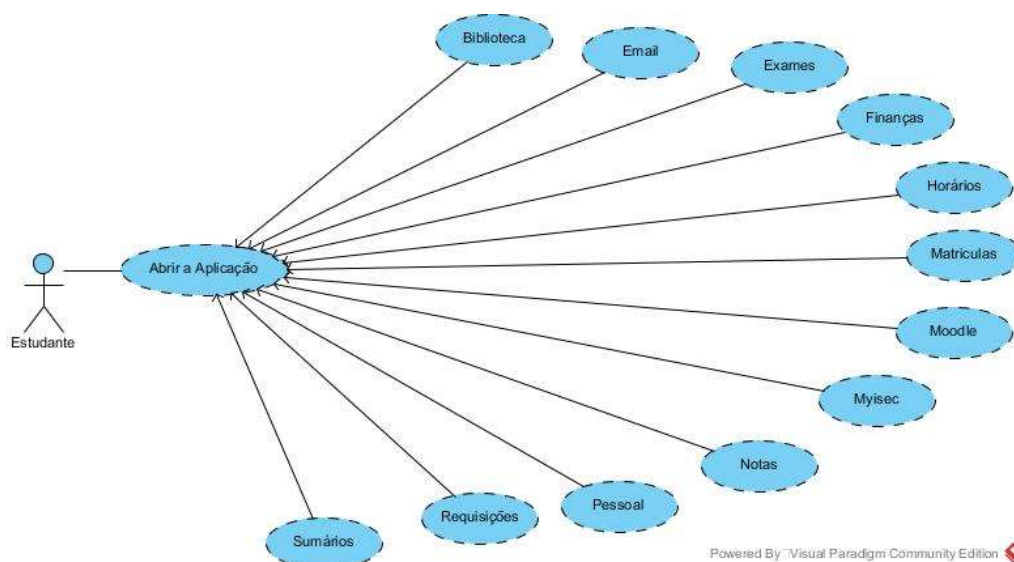 Biblioteca
Email
Exames
Finanças
Horários
Matriculas
Moodle
Myisec
Notas
Pessoal
Requisições
Sumários
Abrir a Aplicação
Estudante
Powered By Visual Paradigm Community Edition